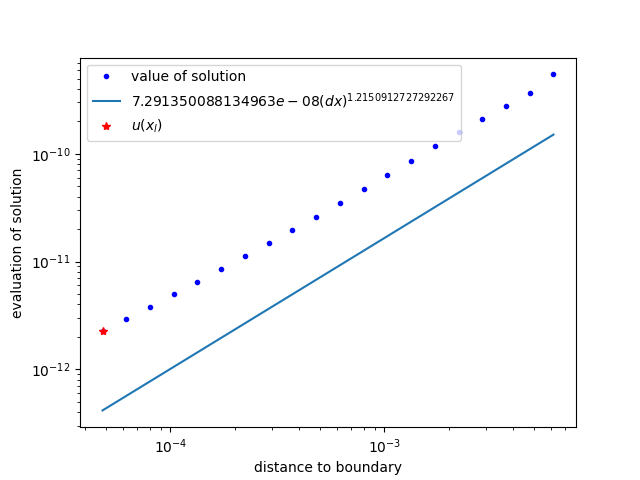 value of solution
7.291350088134963e − 08(dx)^1.2150912727292267
u(x_l)
10^−10
10^−11
10^−12
evaluation of solution
10^−4
10^−3
distance to boundary